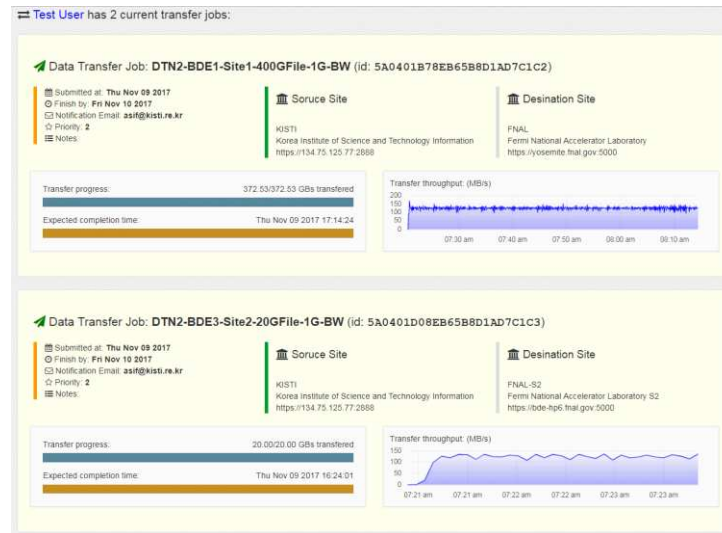 Test User has 2 current transfer jobs:
Data Transfer Job: DTN2-BDE1-Site1-400GFile-1G-BW (id: 5A0401B78EB65B8D1AD7C1C2)
Submitted at: Thu Nov 09 2017
Finish by: Fri Nov 10 2017
Notification Email: asif@kisti.re.kr
Priority: 2
Notes:
Soruce Site
KISTI
Korea Institute of Science and Technology Information
https://134.75.125.77:2888
Desination Site
FNAL
Fermi National Accelerator Laboratory
https://yosemite.fnal.gov:5000
Transfer progress: 372.53/372.53 GBs transfered
Expected completion time: Thu Nov 09 2017 17:14:24
Transfer throughput: (MB/s)
200
150
100
50
0
07:30 am 07:40 am 07:50 am 08:00 am 08:10 am
Data Transfer Job: DTN2-BDE3-Site2-20GFile-1G-BW (id: 5A0401D08EB65B8D1AD7C1C3)
Submitted at: Thu Nov 09 2017
Finish by: Fri Nov 10 2017
Notification Email: asif@kisti.re.kr
Priority: 2
Notes:
Soruce Site
KISTI
Korea Institute of Science and Technology Information
https://134.75.125.77:2888
Desination Site
FNAL-S2
Fermi National Accelerator Laboratory S2
https://bde-hp6.fnal.gov:5000
Transfer progress: 20.00/20.00 GBs transfered
Expected completion time: Thu Nov 09 2017 16:24:01
Transfer throughput: (MB/s)
150
100
50
0
07:21 am 07:21 am 07:22 am 07:22 am 07:23 am 07:23 am